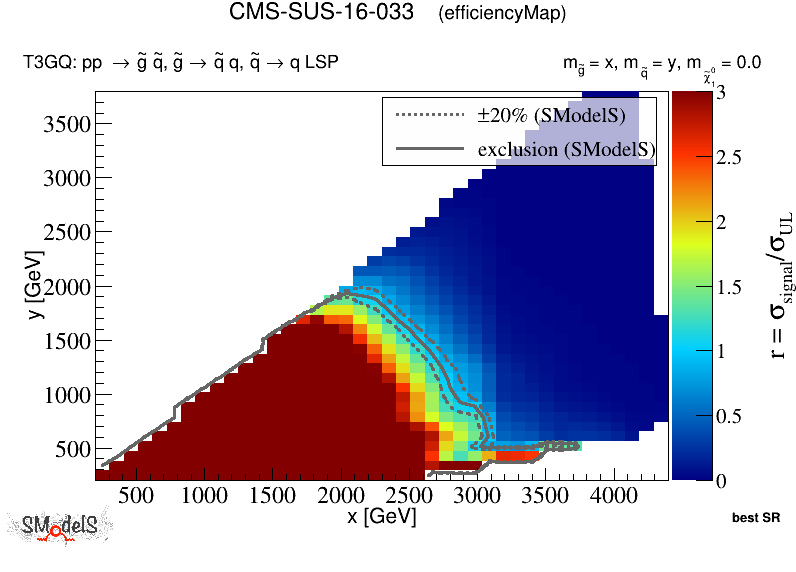 CMS-SUS-16-033 (efficiencyMap)
T3GQ: pp → g̃ q̃, g̃ → q̃ q, q̃ → q LSP
m_g̃ = x, m_q̃ = y, m_χ̃₁⁰ = 0.0
±20% (SModelS)
exclusion (SModelS)
3500
3000
2500
2000
1500
1000
500
y [GeV]
500 1000 1500 2000 2500 3000 3500 4000
x [GeV]
3
2.5
2
1.5
1
0.5
0
r = σ_signal/σ_UL
SModelS
best SR